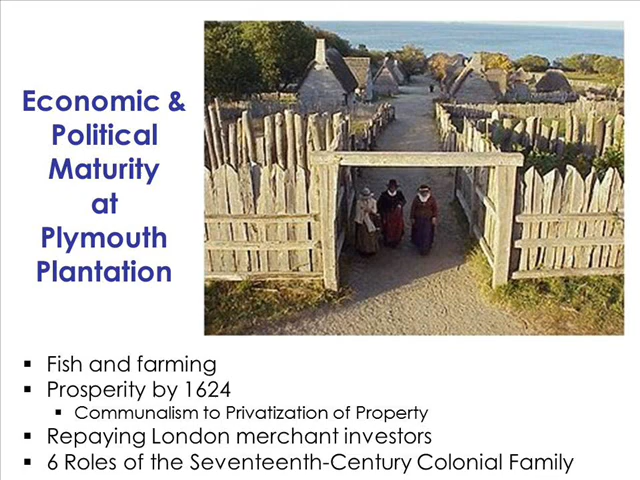 Economic &
Political
Maturity
at
Plymouth
Plantation
▪ Fish and farming
▪ Prosperity by 1624
▪ Communalism to Privatization of Property
▪ Repaying London merchant investors
▪ 6 Roles of the Seventeenth-Century Colonial Family